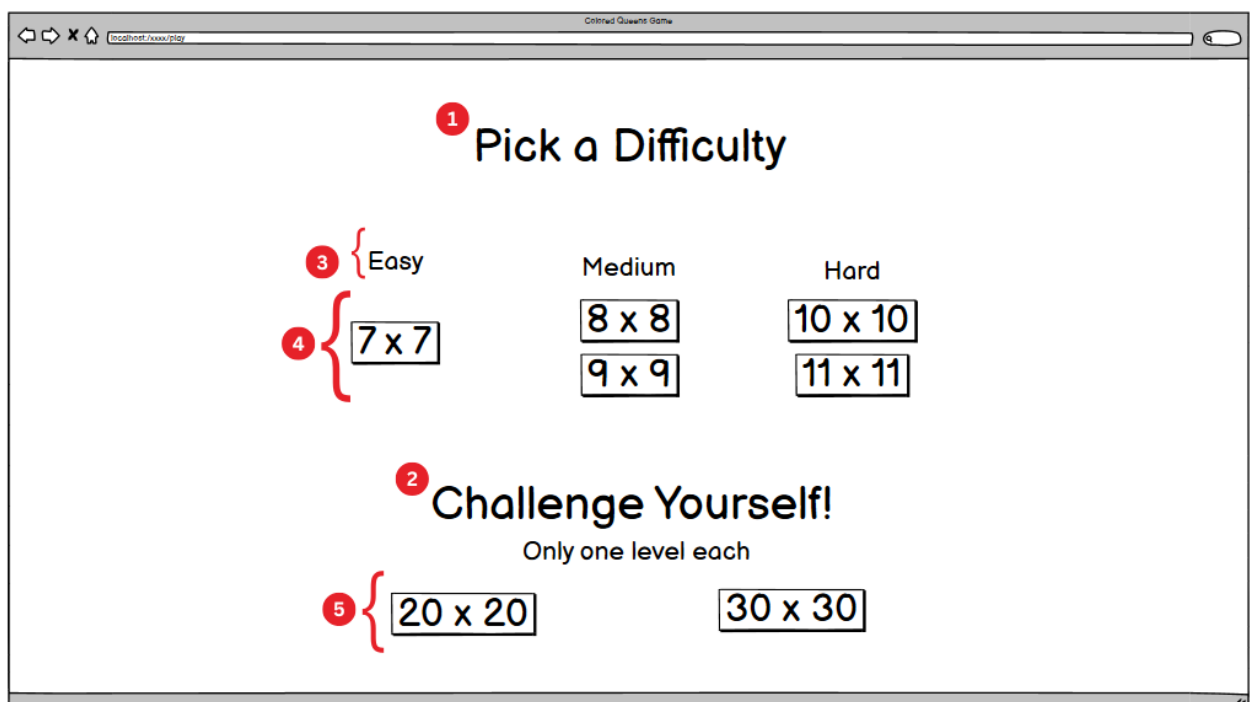 Colored Queens Game
localhost:/xxxx/play
1
Pick a Difficulty
3
Easy
Medium
Hard
4
7 x 7
8 x 8
10 x 10
9 x 9
11 x 11
2
Challenge Yourself!
Only one level each
5
20 x 20
30 x 30